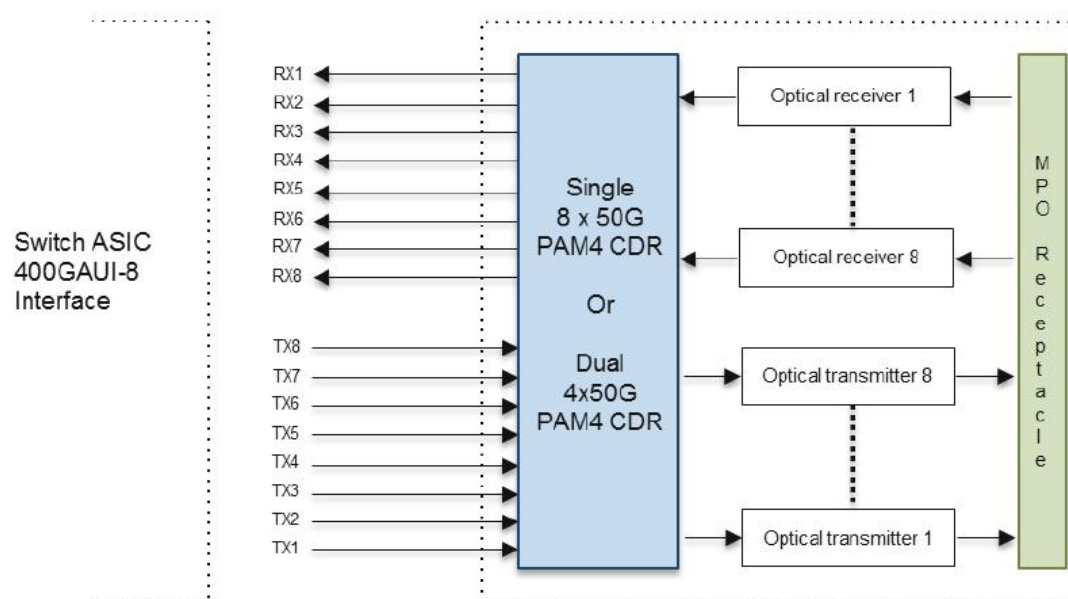 Switch ASIC
400GAUI-8
Interface
RX1
RX2
RX3
RX4
RX5
RX6
RX7
RX8
TX8
TX7
TX6
TX5
TX4
TX3
TX2
TX1
Single
8 x 50G
PAM4 CDR
Or
Dual
4x50G
PAM4 CDR
Optical receiver 1
Optical receiver 8
Optical transmitter 8
Optical transmitter 1
MPO Receptacle